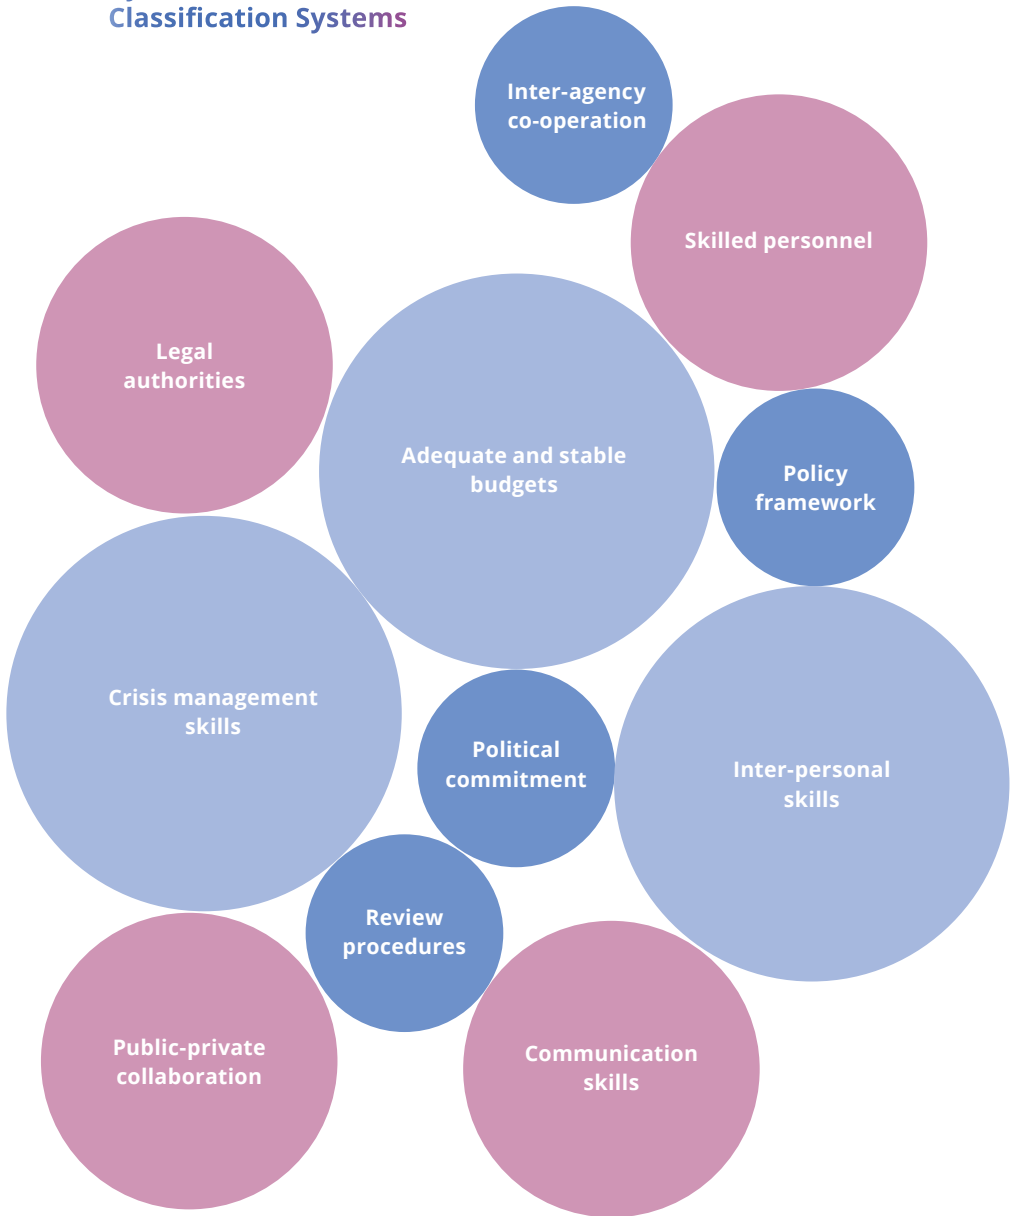 Classification Systems
Inter-agency
co-operation
Skilled personnel
Legal
authorities
Adequate and stable
budgets
Policy
framework
Crisis management
skills
Political
commitment
Inter-personal
skills
Review
procedures
Public-private
collaboration
Communication
skills